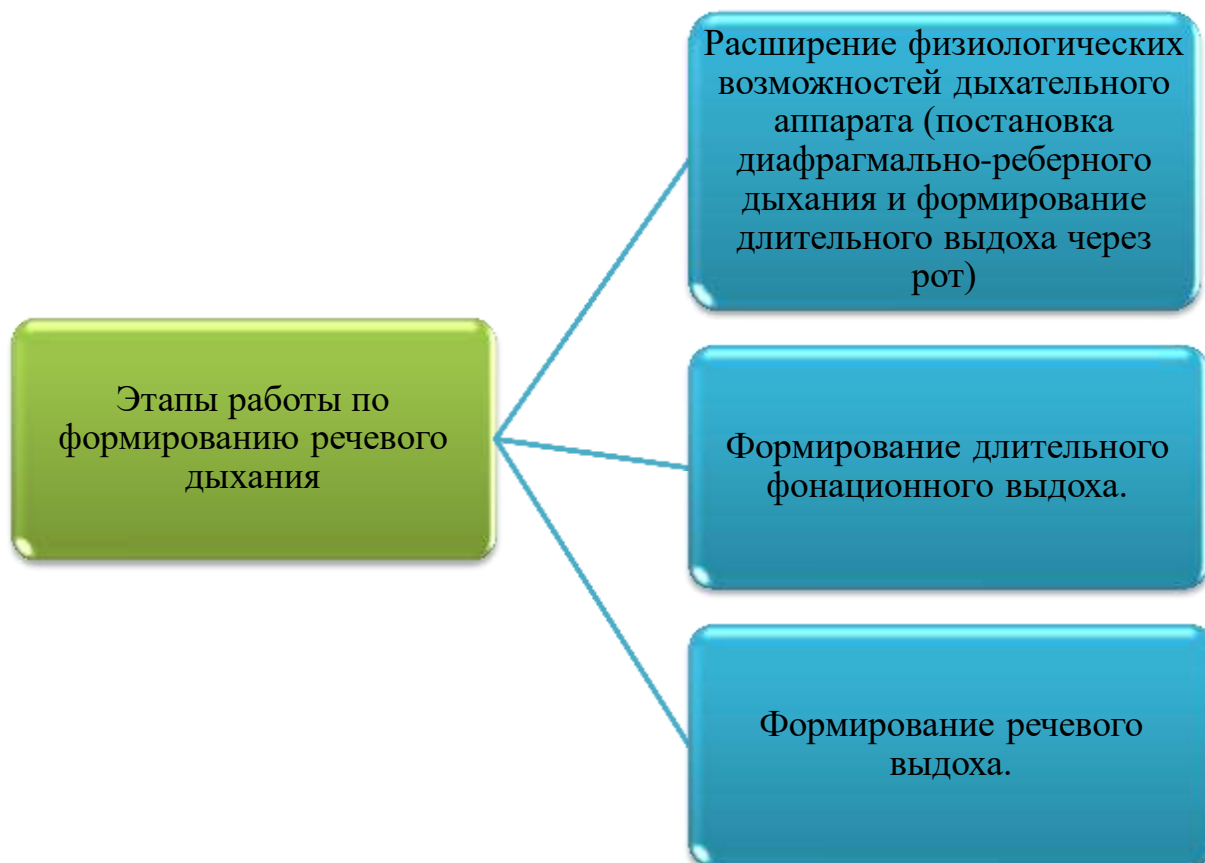 Расширение физиологических
возможностей дыхательного
аппарата (постановка
диафрагмально-реберного
дыхания и формирование
длительного выдоха через
рот)
Этапы работы по
формированию речевого
дыхания
Формирование длительного
фонационного выдоха.
Формирование речевого
выдоха.